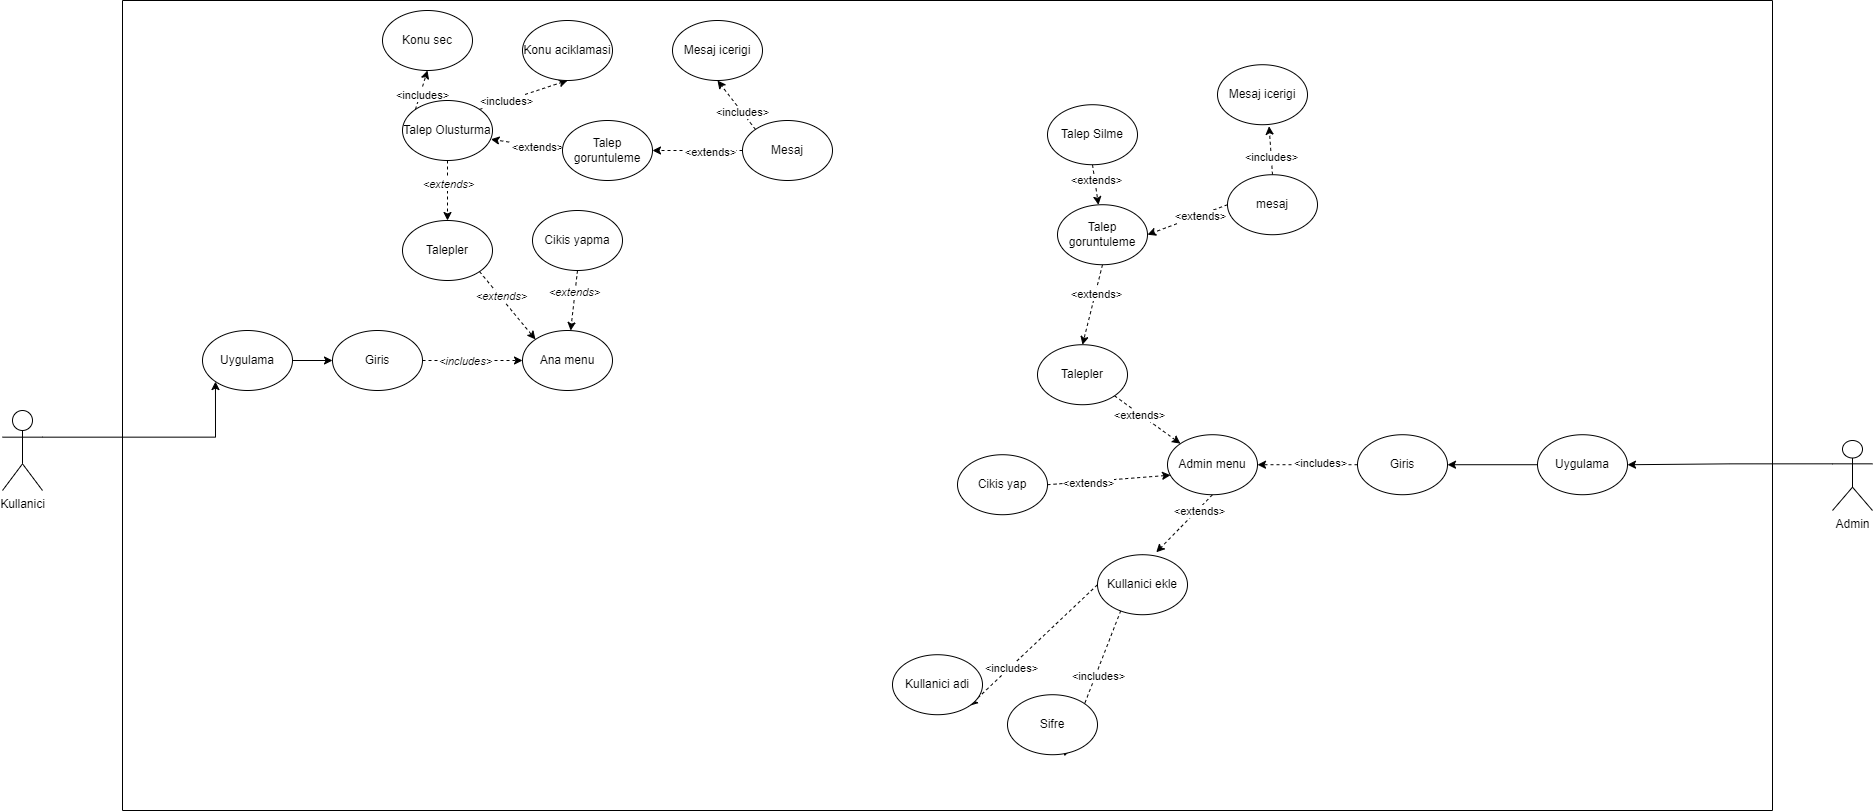 Konu sec
Konu aciklamasi
Mesaj icerigi
<includes>
<includes>
<includes>
Talep Olusturma
<extends>
Talep
goruntuleme
<extends>
Mesaj
<extends>
Talepler
Cikis yapma
<extends>
<extends>
Uygulama
Giris
<includes>
Ana menu
Kullanici
Mesaj icerigi
Talep Silme
<includes>
<extends>
mesaj
<extends>
Talep
goruntuleme
<extends>
Talepler
<extends>
Admin menu
<includes>
Giris
Uygulama
Cikis yap
<extends>
<extends>
Admin
Kullanici ekle
<includes>
<includes>
Kullanici adi
Sifre